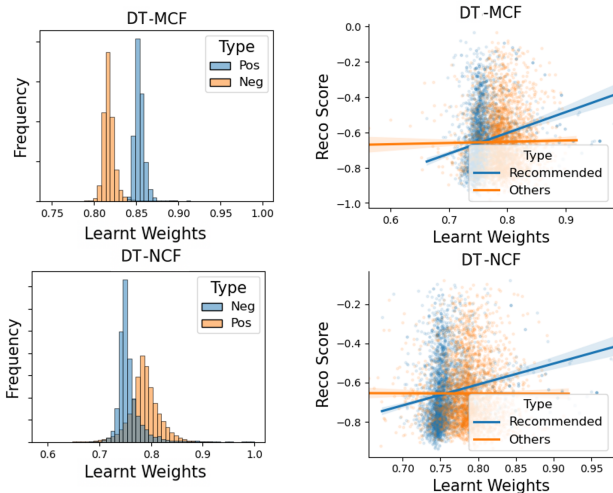 DT-MCF
Frequency
Type
Pos
Neg
0.75 0.80 0.85 0.90 0.95 1.00
Learnt Weights
DT-MCF
Reco Score
0.0
−0.2
−0.4
−0.6
−0.8
−1.0
Type
Recommended
Others
0.6 0.7 0.8 0.9
Learnt Weights
DT-NCF
Frequency
Type
Neg
Pos
0.6 0.7 0.8 0.9 1.0
Learnt Weights
DT-NCF
Reco Score
−0.2
−0.4
−0.6
−0.8
Type
Recommended
Others
0.70 0.75 0.80 0.85 0.90 0.95
Learnt Weights